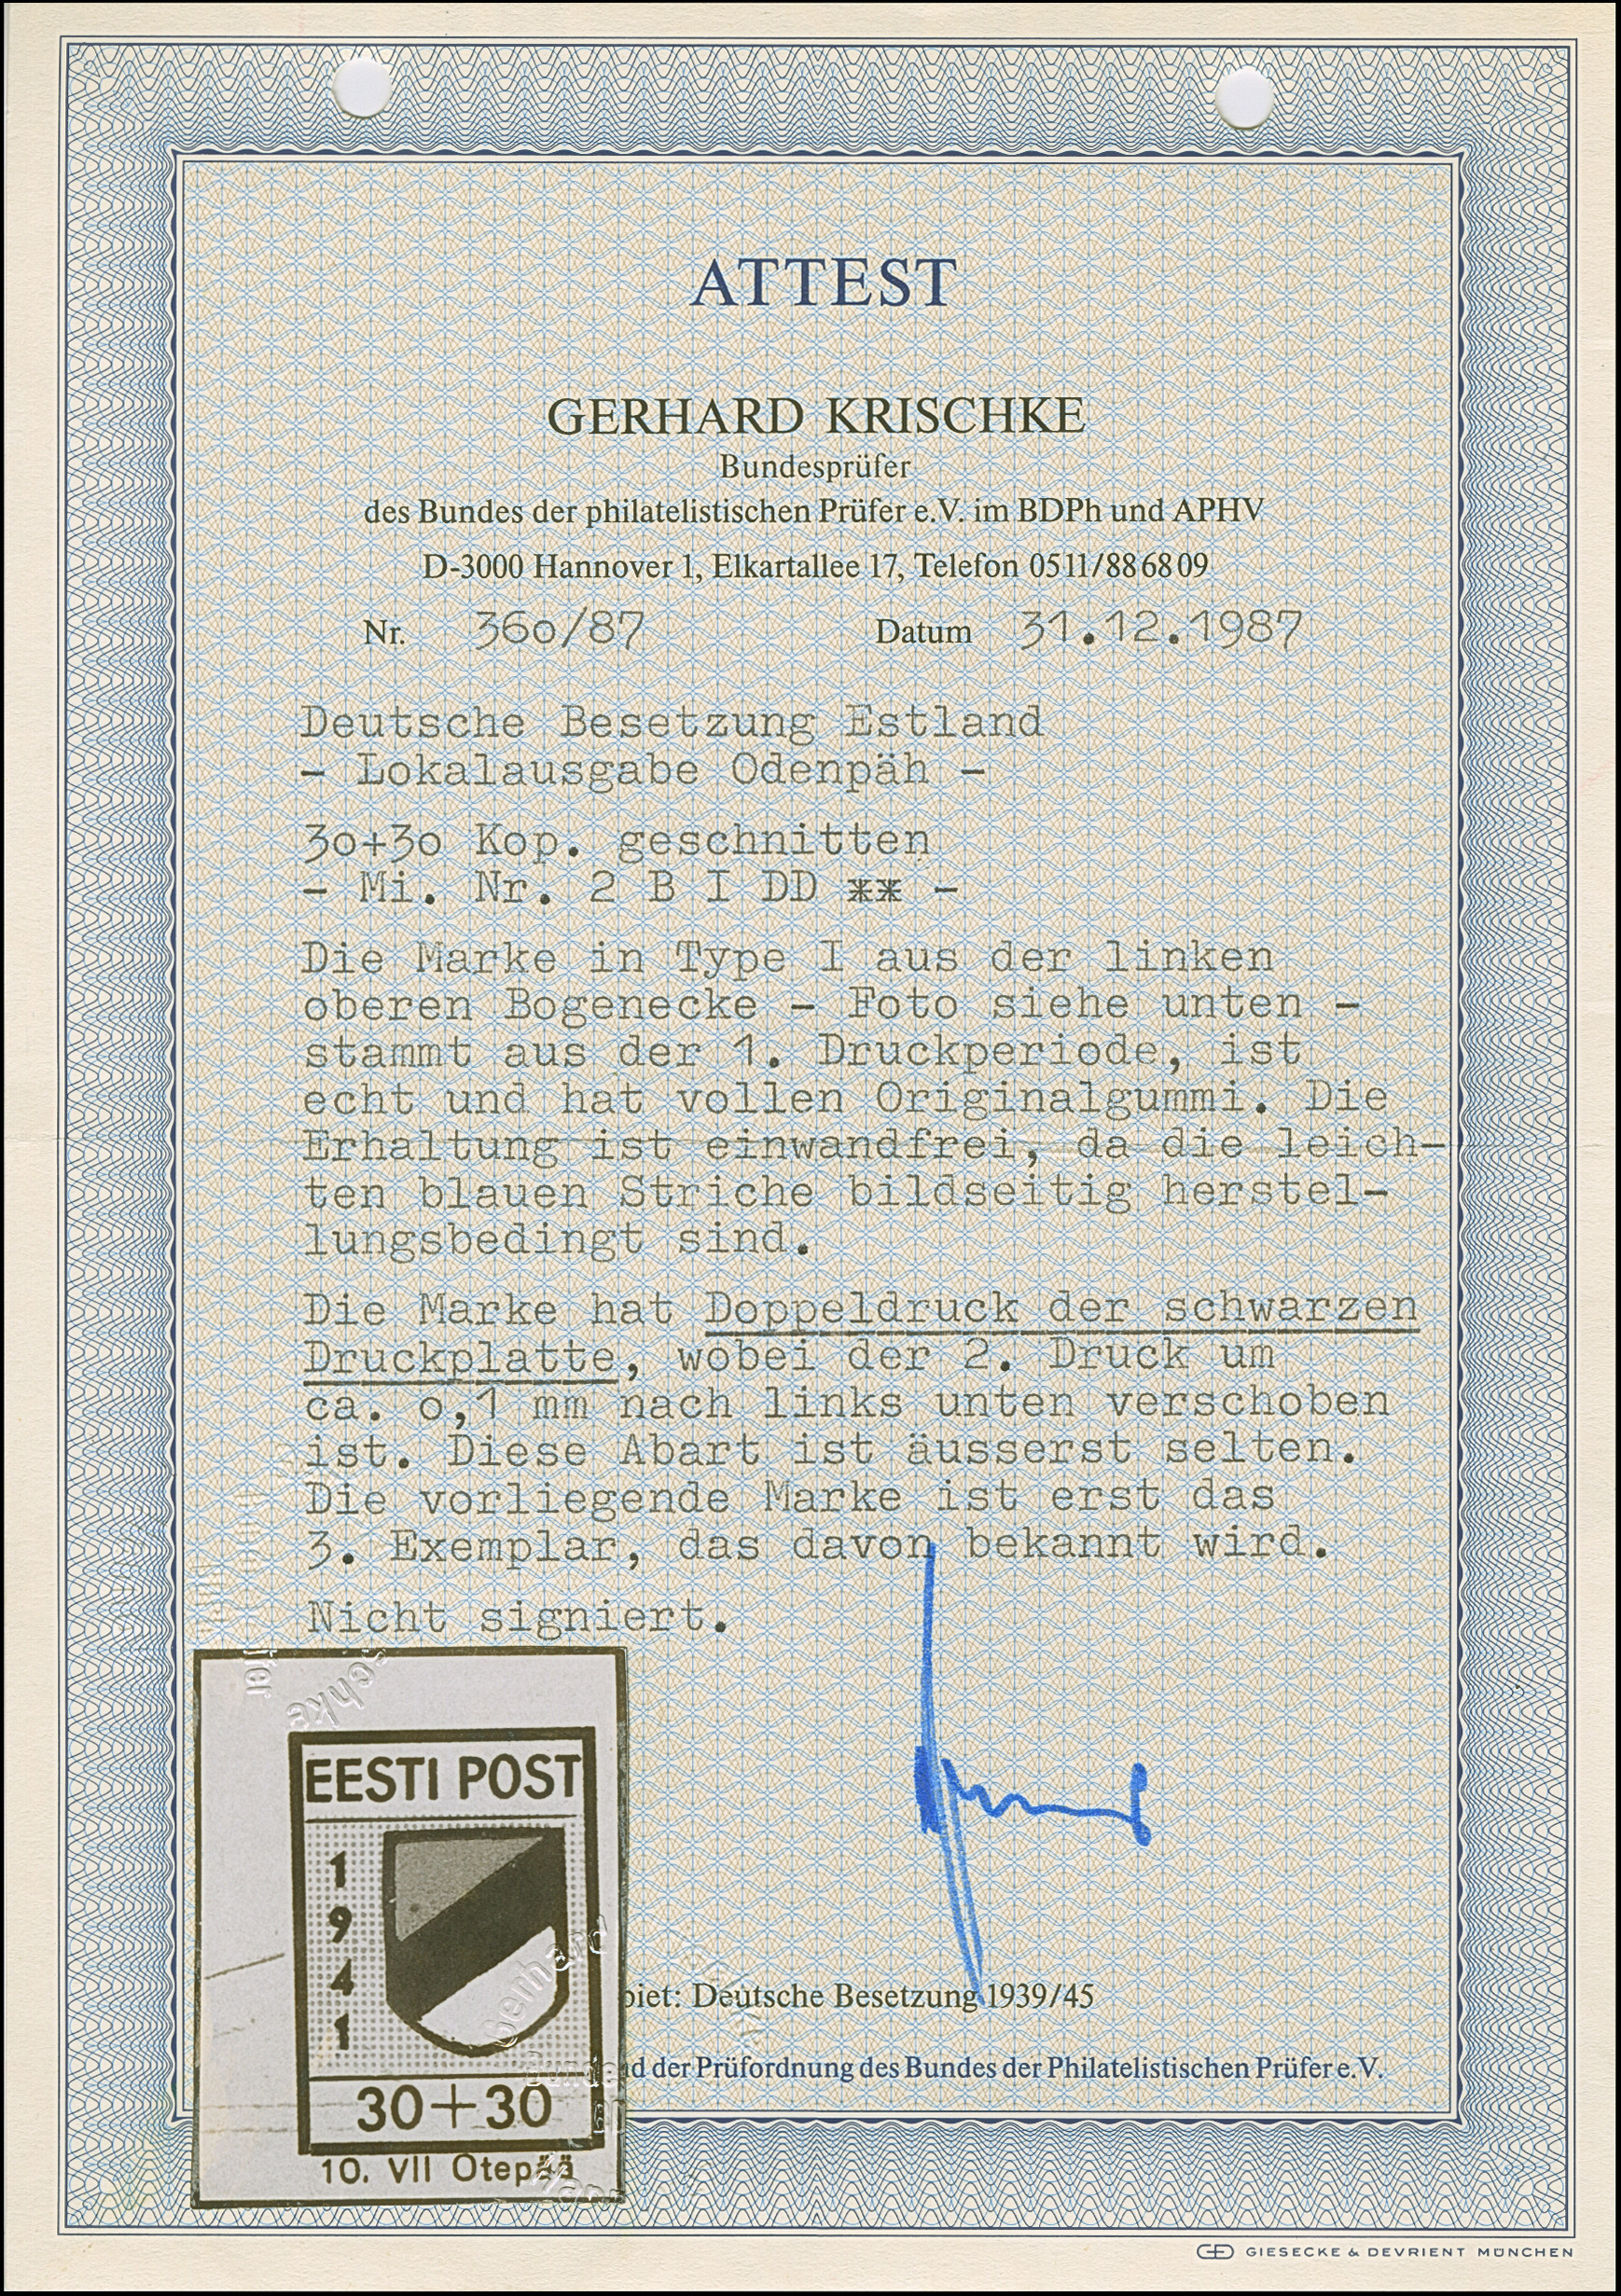 ATTEST
GERHARD KRISCHKE
Bundesprüfer
des Bundes der philatelistischen Prüfer e.V. im BDPh und APHV
D-3000 Hannover 1, Elkartallee 17, Telefon 0511/886809
Nr. 36o/87 Datum 31.12.1987
Deutsche Besetzung Estland
- Lokalausgabe Odenpäh -
3o+3o Kop. geschnitten
- Mi. Nr. 2 B I DD ** -
Die Marke in Type I aus der linken
oberen Bogenecke - Foto siehe unten -
stammt aus der 1. Druckperiode, ist
echt und hat vollen Originalgummi. Die
Erhaltung ist einwandfrei, da die leich-
ten blauen Striche bildseitig herstel-
lungsbedingt sind.
Die Marke hat Doppeldruck der schwarzen
Druckplatte, wobei der 2. Druck um
ca. o,1 mm nach links unten verschoben
ist. Diese Abart ist äusserst selten.
Die vorliegende Marke ist erst das
3. Exemplar, das davon bekannt wird.
Nicht signiert.
EESTI POST
1
9
4
1
30+30
10. VII Otepää
Gerhard
biet: Deutsche Besetzung 1939/45
d der Prüfordnung des Bundes der Philatelistischen Prüfer e.V.
GIESECKE & DEVRIENT MÜNCHEN